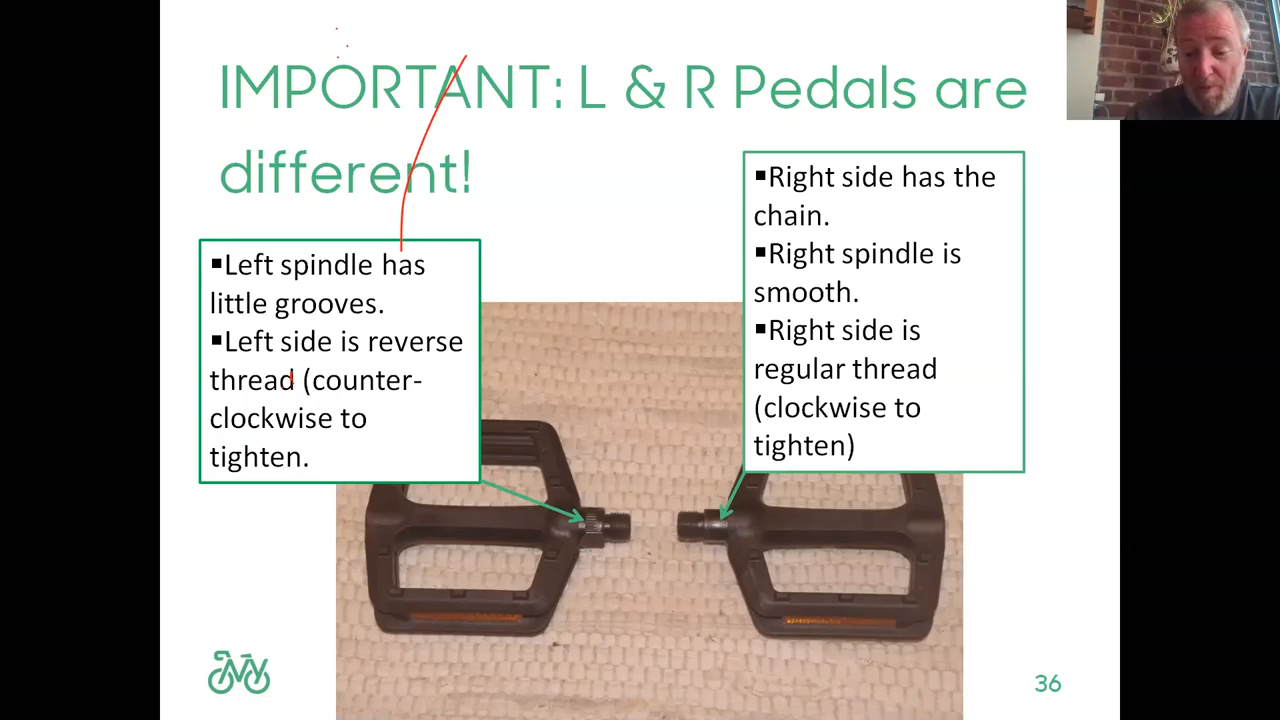 IMPORTANT: L & R Pedals are
different!
▪Left spindle has
little grooves.
▪Left side is reverse
thread (counter-
clockwise to
tighten.
▪Right side has the
chain.
▪Right spindle is
smooth.
▪Right side is
regular thread
(clockwise to
tighten)
36